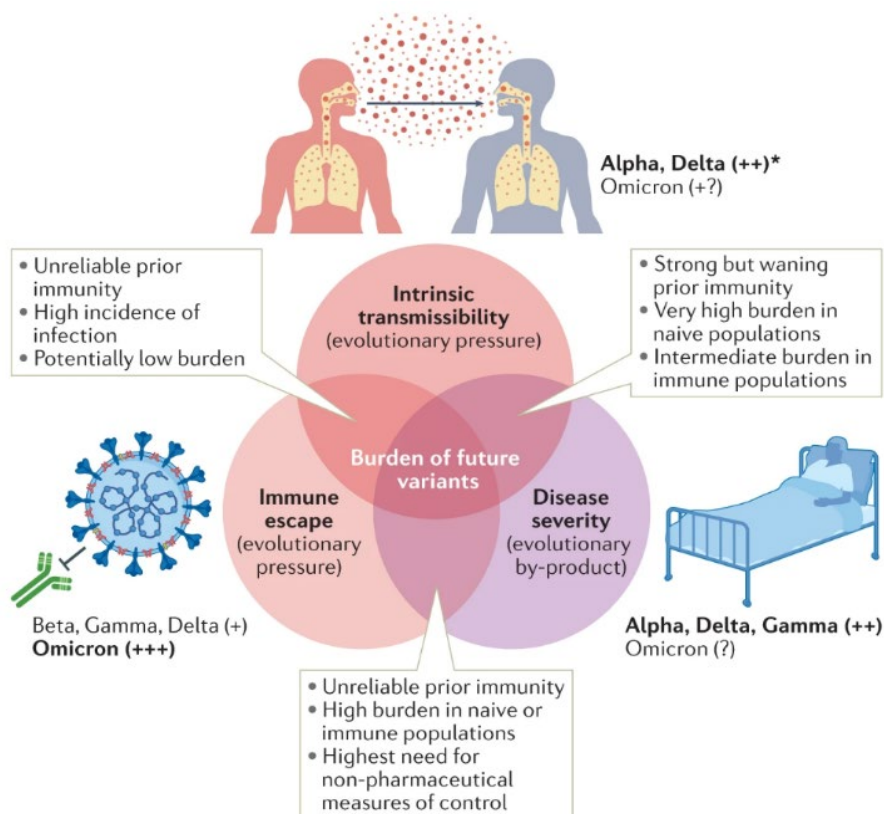 Alpha, Delta (++)*
Omicron (+?)
• Unreliable prior
immunity
• High incidence of
infection
• Potentially low burden
Intrinsic
transmissibility
(evolutionary pressure)
• Strong but waning
prior immunity
• Very high burden in
naive populations
• Intermediate burden in
immune populations
Burden of future
variants
Immune
escape
(evolutionary
pressure)
Disease
severity
(evolutionary
by-product)
Beta, Gamma, Delta (+)
Omicron (+++)
Alpha, Delta, Gamma (++)
Omicron (?)
• Unreliable prior immunity
• High burden in naive or
immune populations
• Highest need for
non-pharmaceutical
measures of control